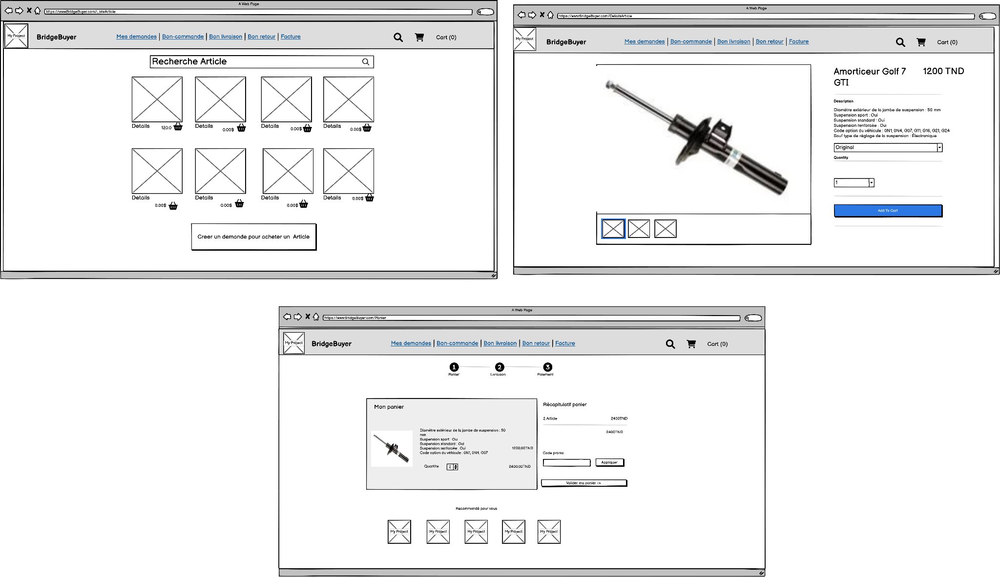 A Web Page
https://wwwBridgeBuyer.com/ListeArticle
My Project
BridgeBuyer
Mes demandes | Bon-commande | Bon livraison | Bon retour | Facture
Cart (0)
Recherche Article
Details 120.0
Details 0.00$
Details 0.00$
Details 0.00$
Details 0.00$
Details 0.00$
Details 0.00$
Details 0.00$
Creer un demande pour acheter un Article
A Web Page
https://wwwBridgeBuyer.com/DetailsArticle
My Project
BridgeBuyer
Mes demandes | Bon-commande | Bon livraison | Bon retour | Facture
Cart (0)
Amorticeur Golf 7 1200 TND
GTI
Description
Diamétre extérieur de la jambe de suspension : 50 mm
Suspension sport : Oui
Suspension standard : Oui
Suspension renforcée : Oui
Code option du véhicule : 0N1, 0N4, G07, G11, G16, G21, G24
Sauf type de réglage de la suspension : Électronique
Original
Quantity
1
Add To Cart
A Web Page
https://wwwBridgeBuyer.com/Panier
My Project
BridgeBuyer
Mes demandes | Bon-commande | Bon livraison | Bon retour | Facture
Cart (0)
1 2 3
Panier Livraison Paiement
Mon panier
Diamétre extérieur de la jambe de suspension : 50
mm
Suspension sport : Oui
Suspension standard : Oui
Suspension renforcée : Oui
1200,00TND
Code option du véhicule : 0N1, 0N4, G07
Quantite 2 2400,00TND
Récapitulatif panier
2 Article 2400TND
2400TND
Code promo
Appliquer
Valider ma panier ->
Recommandé pour vous
My Project
My Project
My Project
My Project
My Project